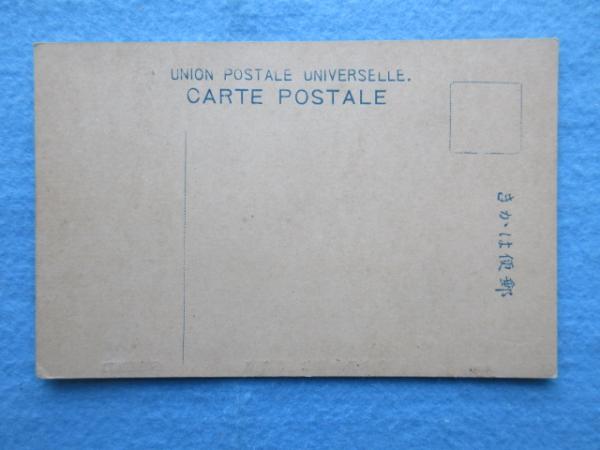 UNION POSTALE UNIVERSELLE.
CARTE POSTALE
郵便はかき